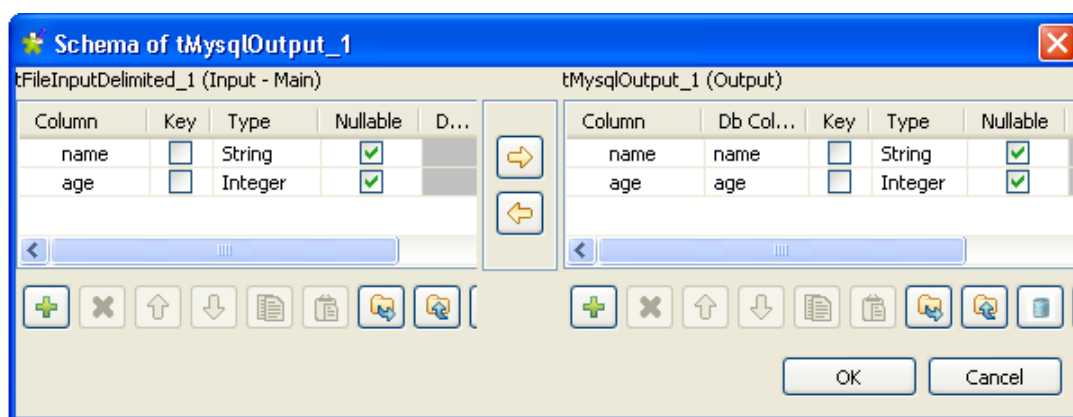 Schema of tMysqlOutput_1
tFileInputDelimited_1 (Input - Main)
Column Key Type Nullable D...
name String
age Integer
tMysqlOutput_1 (Output)
Column Db Col... Key Type Nullable
name name String
age age Integer
OK Cancel